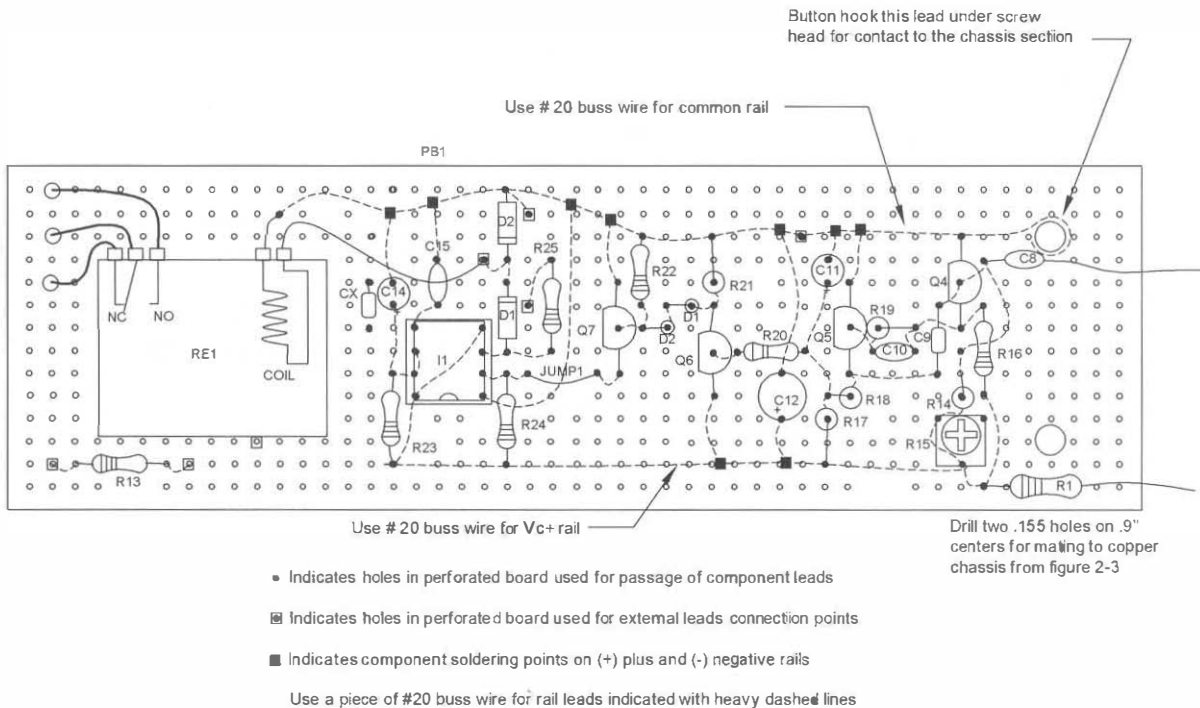 Button hook this lead under screw
head for contact to the chassis section
Use # 20 buss wire for common rail
PB1
D2
C15
R25
R22
R21
C11
Q4
C8
CX
C14
D1
D1
NC
NO
Q7
D2
Q5
R19
C9
R20
C10
R16
RE1
I1
Q6
COIL
JUMP1
C12
+
R18
R14
R17
R23
R24
R15
R13
R1
Use # 20 buss wire for Vc+ rail
Drill two .155 holes on .9"
centers for mating to copper
chassis from figure 2-3
Indicates holes in perforated board used for passage of component leads
Indicates holes in perforated board used for external leads connection points
Indicates component soldering points on (+) plus and (-) negative rails
Use a piece of #20 buss wire for rail leads indicated with heavy dashed lines